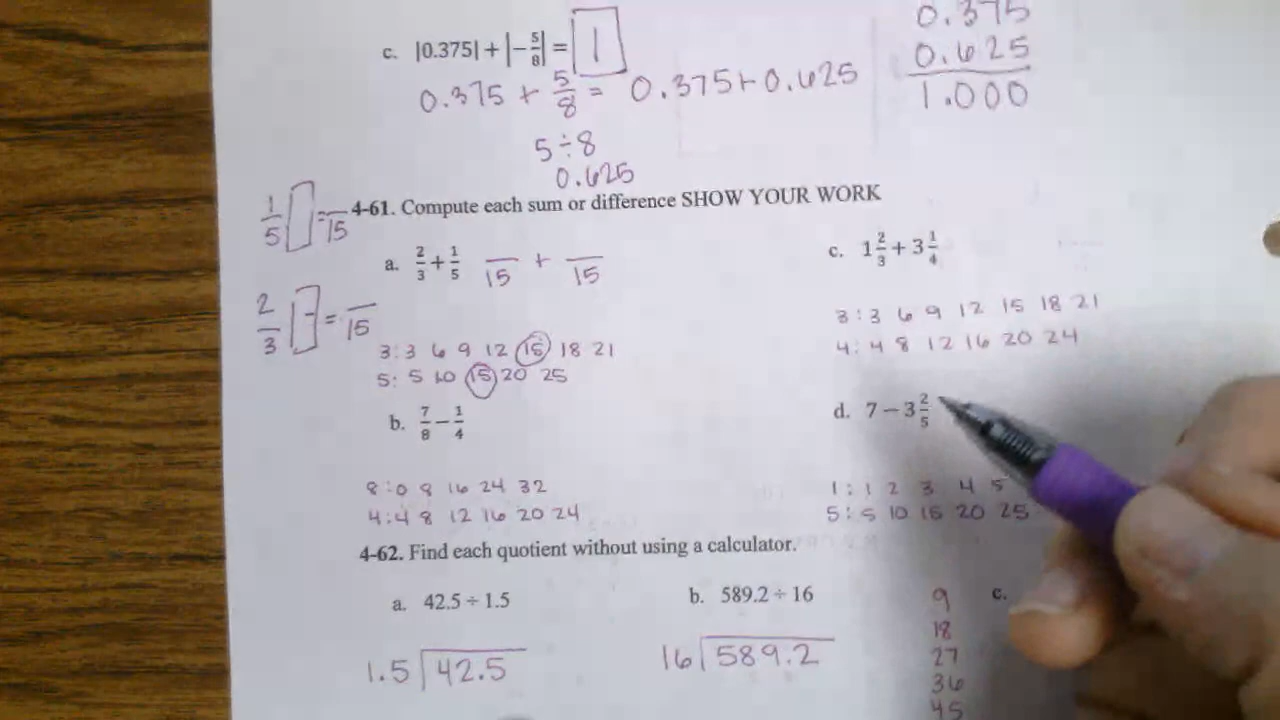 c. |0.375| + |-5/8| = 1
0.375 + 5/8 = 0.375 + 0.625
5 ÷ 8
0.625
0.375
0.625
1.000
1/5 = /15
4-61. Compute each sum or difference SHOW YOUR WORK
a. 2/3 + 1/5 /15 + /15
2/3 = /15
3: 3 6 9 12 15 18 21
5: 5 10 15 20 25
c. 1 2/3 + 3 1/4
3: 3 6 9 12 15 18 21
4: 4 8 12 16 20 24
b. 7/8 - 1/4
8: 0 8 16 24 32
4: 4 8 12 16 20 24
d. 7 - 3 2/5
1: 1 2 3 4 5
5: 5 10 15 20 25
4-62. Find each quotient without using a calculator.
a. 42.5 ÷ 1.5
1.5 42.5
b. 589.2 ÷ 16
16 589.2
c.
9
18
27
36
45